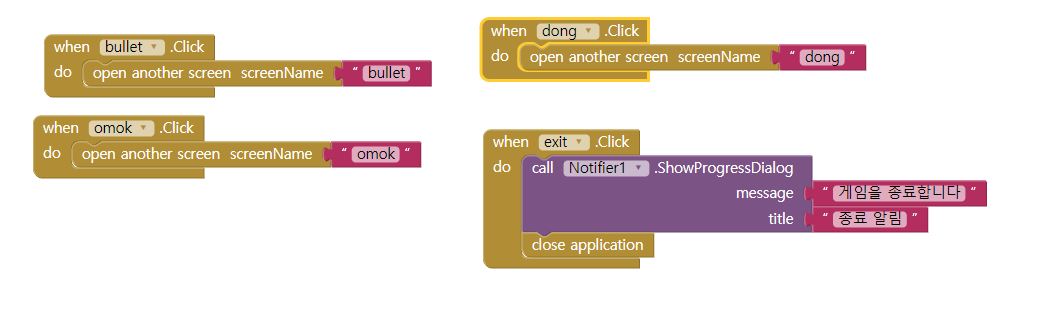 when bullet .Click
do open another screen screenName " bullet "
when omok .Click
do open another screen screenName " omok "
when dong .Click
do open another screen screenName " dong "
when exit .Click
do call Notifier1 .ShowProgressDialog
message " 게임을 종료합니다 "
title " 종료 알림 "
close application